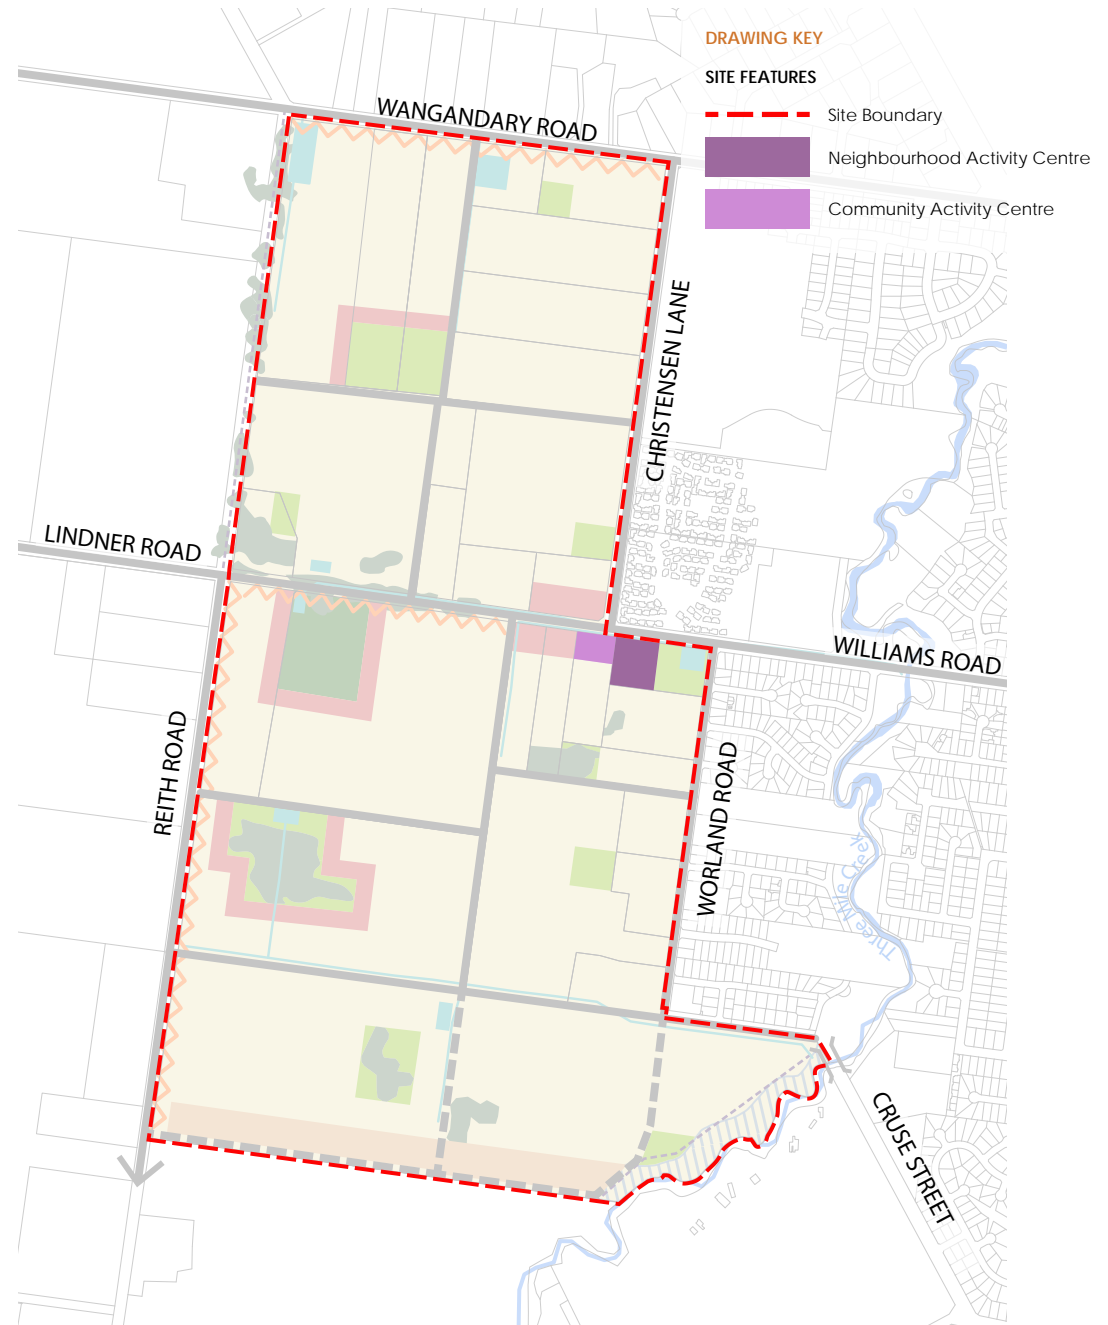 DRAWING KEY
SITE FEATURES
Site Boundary
Neighbourhood Activity Centre
Community Activity Centre
WANGANDARY ROAD
CHRISTENSEN LANE
LINDNER ROAD
WILLIAMS ROAD
REITH ROAD
WORLAND ROAD
Three Mile Creek
CRUSE STREET